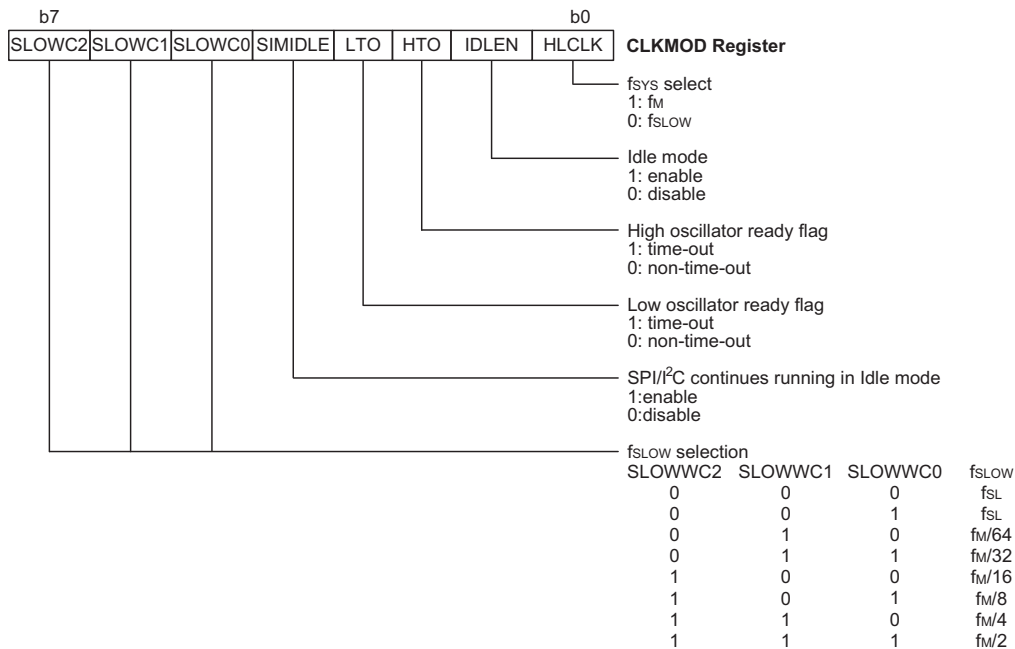 b7 b0
SLOWC2 SLOWC1 SLOWC0 SIMIDLE LTO HTO IDLEN HLCLK CLKMOD Register
fSYS select
1: fM
0: fSLOW
Idle mode
1: enable
0: disable
High oscillator ready flag
1: time-out
0: non-time-out
Low oscillator ready flag
1: time-out
0: non-time-out
SPI/I²C continues running in Idle mode
1:enable
0:disable
fSLOW selection
SLOWWC2 SLOWWC1 SLOWWC0 fSLOW
0 0 0 fSL
0 0 1 fSL
0 1 0 fM/64
0 1 1 fM/32
1 0 0 fM/16
1 0 1 fM/8
1 1 0 fM/4
1 1 1 fM/2